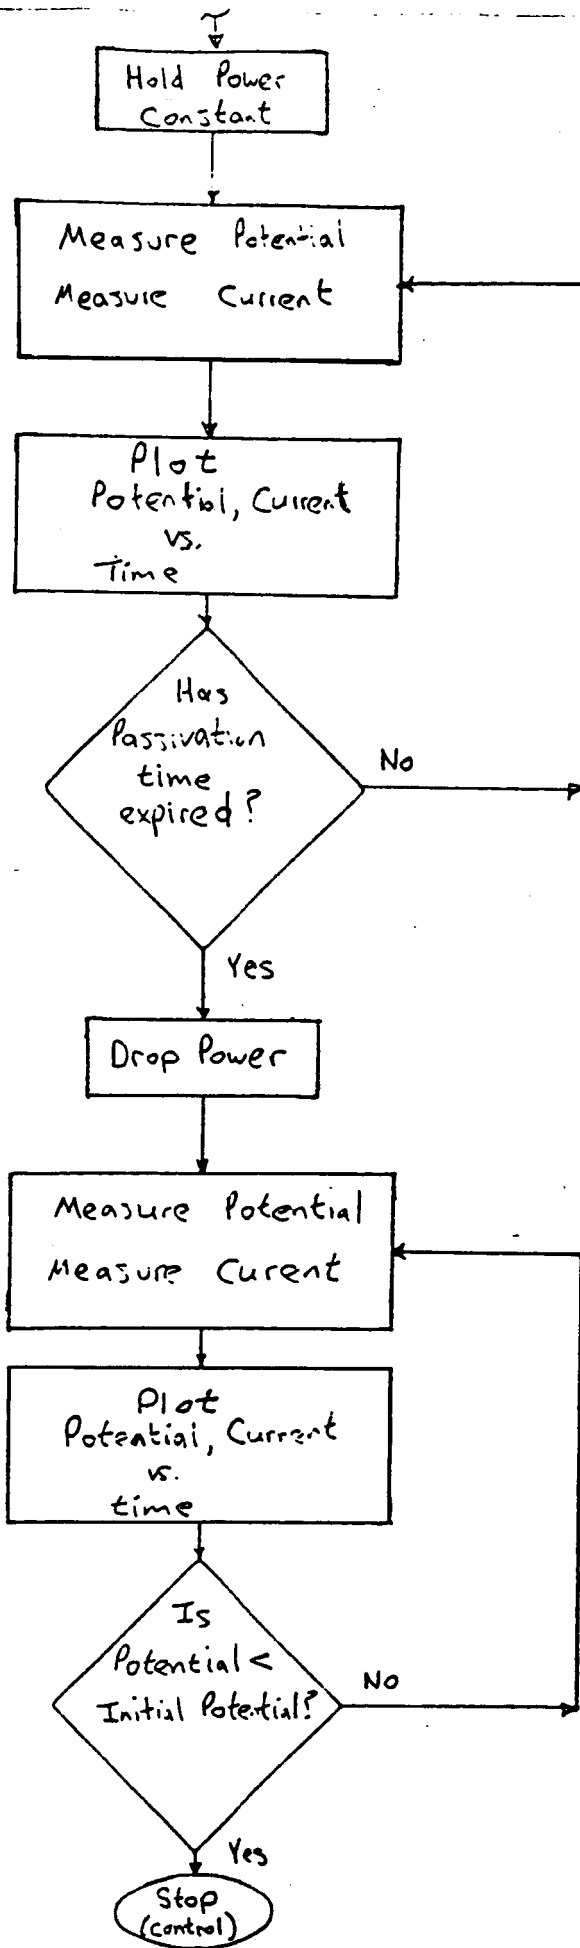 Hold Power
Constant
Measure Potential
Measure Current
Plot
Potential, Current
vs.
Time
Has
Passivation
time
expired?
No
Yes
Drop Power
Measure Potential
Measure Curent
Plot
Potential, Current
vs.
time
Is
Potential <
Initial Potential?
No
Yes
Stop
(control)